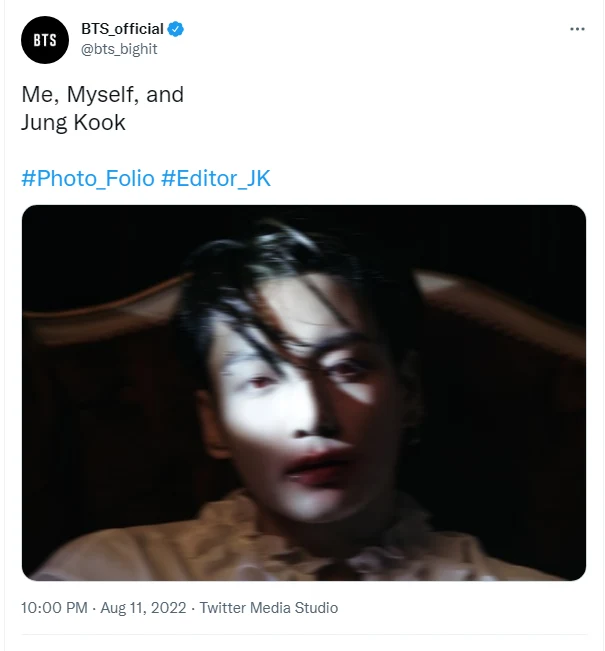 BTS
BTS_official
@bts_bighit
Me, Myself, and
Jung Kook
#Photo_Folio #Editor_JK
10:00 PM · Aug 11, 2022 · Twitter Media Studio